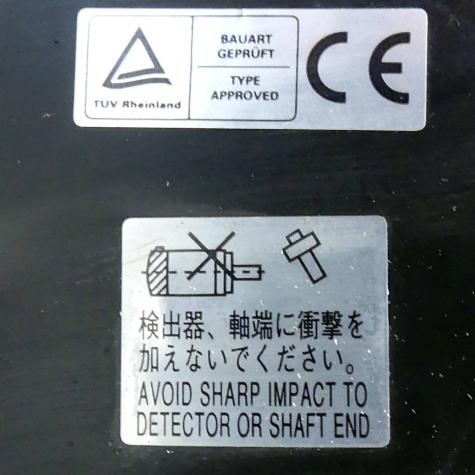 BAUART
GEPRÜFT
TYPE
APPROVED
TÜV Rheinland
CE
検出器、軸端に衝撃を
加えないでください。
AVOID SHARP IMPACT TO
DETECTOR OR SHAFT END